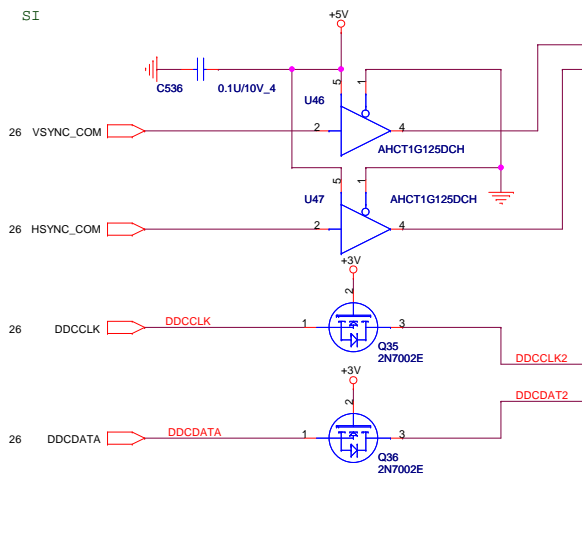 SI
+5V
C536
0.1U/10V_4
5
1
U46
26 VSYNC_COM
2
4
AHCT1G125DCH
5
1
U47
AHCT1G125DCH
26 HSYNC_COM
2
4
+3V
2
26 DDCCLK
DDCCLK
1
3
Q35
2N7002E
DDCCLK2
+3V
2
DDCDAT2
26 DDCDATA
DDCDATA
1
3
Q36
2N7002E